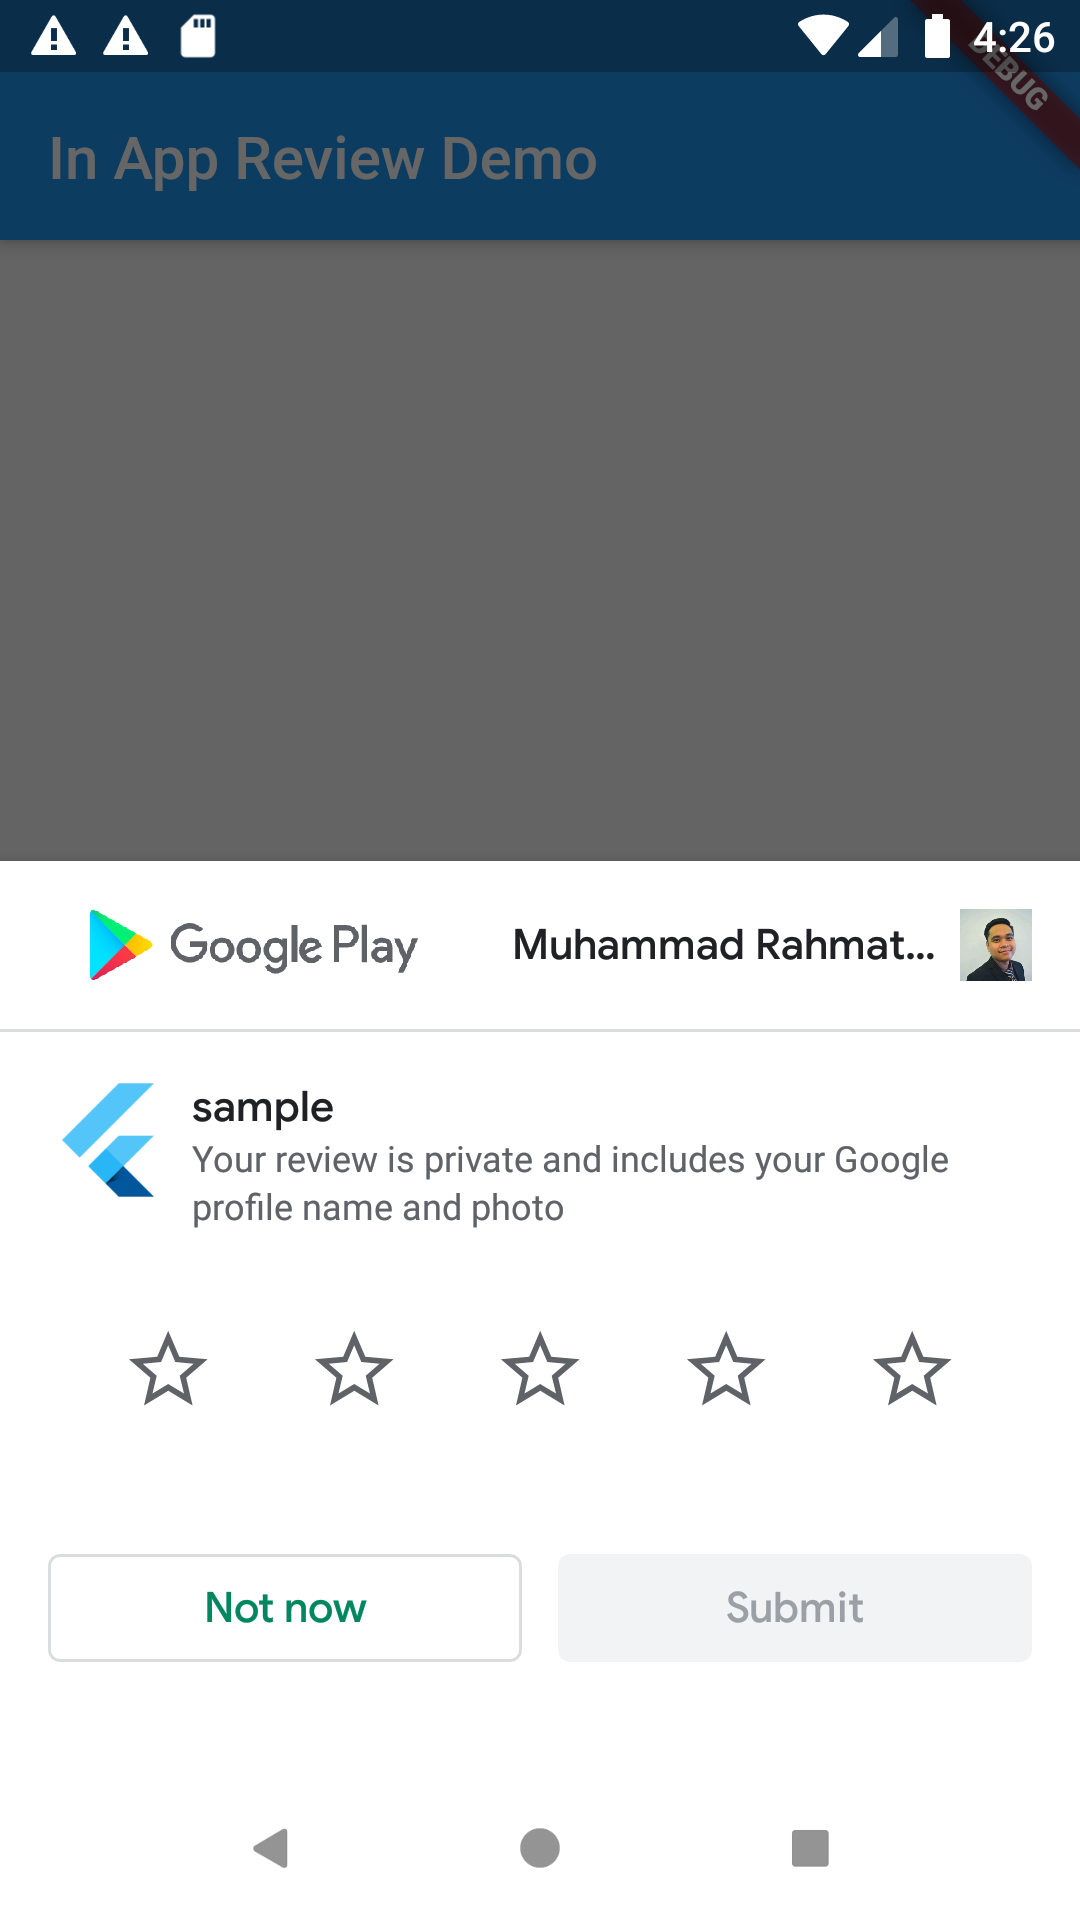 4:26
DEBUG
In App Review Demo
Google Play
Muhammad Rahmat...
sample
Your review is private and includes your Google
profile name and photo
Not now
Submit